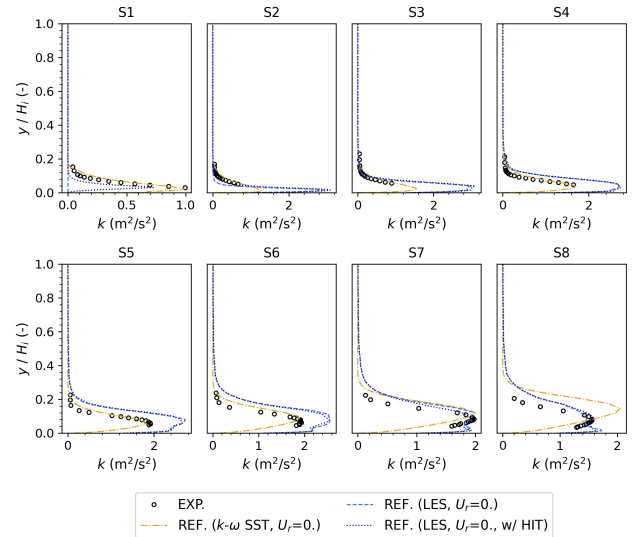 S1 S2 S3 S4
1.0
0.8
0.6
0.4
0.2
0.0
y / H_i (-)
0.0 0.5 1.0 0 2 0 2 0 2
k (m²/s²) k (m²/s²) k (m²/s²) k (m²/s²)
S5 S6 S7 S8
1.0
0.8
0.6
0.4
0.2
0.0
y / H_i (-)
0 2 0 1 2 0 1 2 0 1 2
k (m²/s²) k (m²/s²) k (m²/s²) k (m²/s²)
EXP. REF. (LES, U_r=0.)
REF. (k-ω SST, U_r=0.) REF. (LES, U_r=0., w/ HIT)